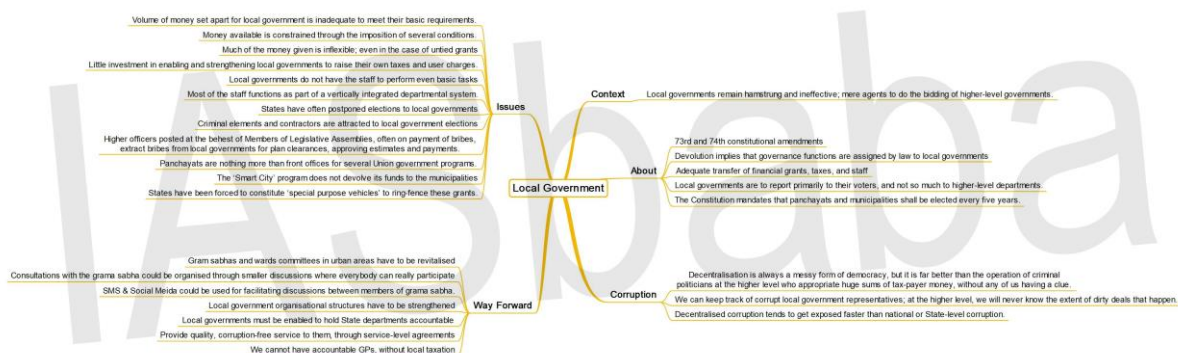 Volume of money set apart for local government is inadequate to meet their basic requirements.
Money available is constrained through the imposition of several conditions.
Much of the money given is inflexible; even in the case of untied grants
Little investment in enabling and strengthening local governments to raise their own taxes and user charges.
Local governments do not have the staff to perform even basic tasks
Most of the staff functions as part of a vertically integrated departmental system
States have often postponed elections to local governments
Criminal elements and contractors are attracted to local government elections
Higher officers posted at the behest of Members of Legislative Assemblies, often on payment of bribes,
extract bribes from local governments for plan clearances, approving estimates and payments.
Panchayats are nothing more than front offices for several Union government programs.
The ‘Smart City’ program does not devolve its funds to the municipalities
States have been forced to constitute ‘special purpose vehicles’ to ring-fence these grants.
Issues
Gram sabhas and wards committees in urban areas have to be revitalised
Consultations with the grama sabha could be organised through smaller discussions where everybody can really participate
SMS & Social Meida could be used for facilitating discussions between members of grama sabha.
Local government organisational structures have to be strengthened
Local governments must be enabled to hold State departments accountable
Provide quality, corruption-free service to them, through service-level agreements
We cannot have accountable GPs, without local taxation
Way Forward
Local Government
Context
Local governments remain hamstrung and ineffective; mere agents to do the bidding of higher-level governments.
About
73rd and 74th constitutional amendments
Devolution implies that governance functions are assigned by law to local governments
Adequate transfer of financial grants, taxes, and staff
Local governments are to report primarily to their voters, and not so much to higher-level departments.
The Constitution mandates that panchayats and municipalities shall be elected every five years.
Corruption
Decentralisation is always a messy form of democracy, but it is far better than the operation of criminal
politicians at the higher level who appropriate huge sums of tax-payer money, without any of us having a clue.
We can keep track of corrupt local government representatives; at the higher level, we will never know the extent of dirty deals that happen.
Decentralised corruption tends to get exposed faster than national or State-level corruption.
IASbaba